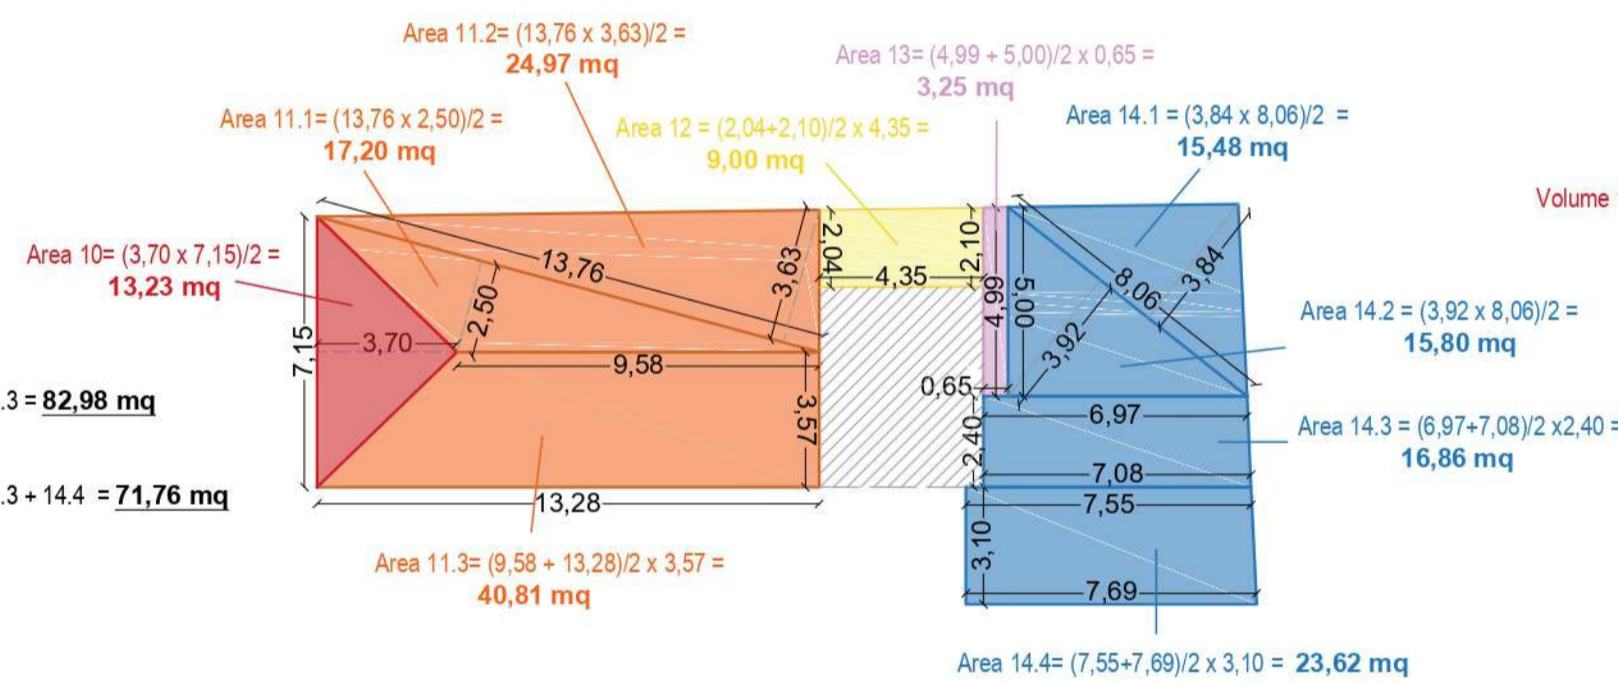 Area 11.2= (13,76 x 3,63)/2 =
24,97 mq
Area 13= (4,99 + 5,00)/2 x 0,65 =
3,25 mq
Area 11.1= (13,76 x 2,50)/2 =
17,20 mq
Area 12 = (2,04+2,10)/2 x 4,35 =
9,00 mq
Area 14.1 = (3,84 x 8,06)/2 =
15,48 mq
Volume
Area 10= (3,70 x 7,15)/2 =
13,23 mq
7,15
3,70
13,76
2,50
3,63
9,58
3,57
13,28
2,04
4,35
2,10
4,99
5,00
0,65
8,06
3,84
3,92
6,97
2,40
7,08
7,55
3,10
7,69
Area 14.2 = (3,92 x 8,06)/2 =
15,80 mq
.3 = 82,98 mq
Area 14.3 = (6,97+7,08)/2 x2,40 =
16,86 mq
.3 + 14.4 = 71,76 mq
Area 11.3= (9,58 + 13,28)/2 x 3,57 =
40,81 mq
Area 14.4= (7,55+7,69)/2 x 3,10 = 23,62 mq